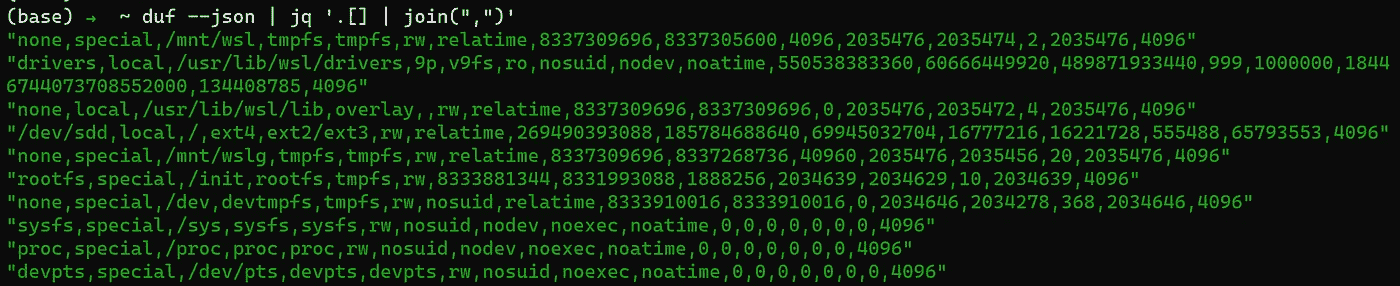 (base) → ~ duf --json | jq '.[] | join(",")'
"none,special,/mnt/wsl,tmpfs,tmpfs,rw,relatime,8337309696,8337305600,4096,2035476,2035474,2,2035476,4096"
"drivers,local,/usr/lib/wsl/drivers,9p,v9fs,ro,nosuid,nodev,noatime,550538383360,60666449920,489871933440,999,1000000,1844
6744073708552000,134408785,4096"
"none,local,/usr/lib/wsl/lib,overlay,,rw,relatime,8337309696,8337309696,0,2035476,2035472,4,2035476,4096"
"/dev/sdd,local,/,ext4,ext2/ext3,rw,relatime,269490393088,185784688640,69945032704,16777216,16221728,555488,65793553,4096"
"none,special,/mnt/wslg,tmpfs,tmpfs,rw,relatime,8337309696,8337268736,40960,2035476,2035456,20,2035476,4096"
"rootfs,special,/init,rootfs,tmpfs,rw,8333881344,8331993088,1888256,2034639,2034629,10,2034639,4096"
"none,special,/dev,devtmpfs,tmpfs,rw,nosuid,relatime,8333910016,8333910016,0,2034646,2034278,368,2034646,4096"
"sysfs,special,/sys,sysfs,sysfs,rw,nosuid,nodev,noexec,noatime,0,0,0,0,0,0,0,4096"
"proc,special,/proc,proc,proc,rw,nosuid,nodev,noexec,noatime,0,0,0,0,0,0,0,4096"
"devpts,special,/dev/pts,devpts,devpts,rw,nosuid,noexec,noatime,0,0,0,0,0,0,0,4096"